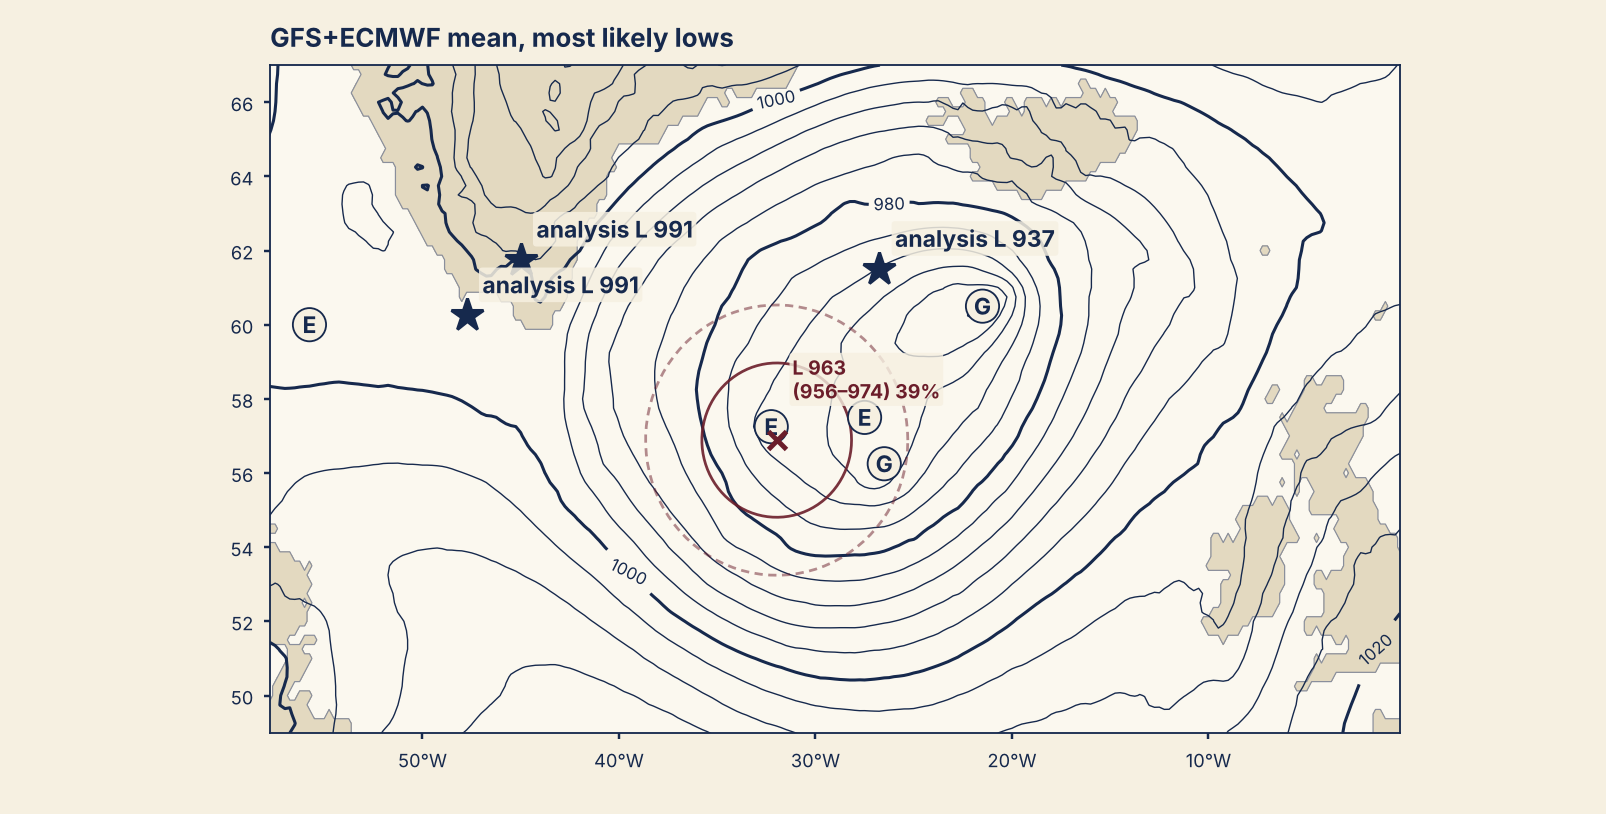 GFS+ECMWF mean, most likely lows
66
64
62
60
58
56
54
52
50
1000
980
analysis L 991
analysis L 937
analysis L 991
E
G
L 963
(956–974) 39%
E
E
G
1000
1020
50°W
40°W
30°W
20°W
10°W